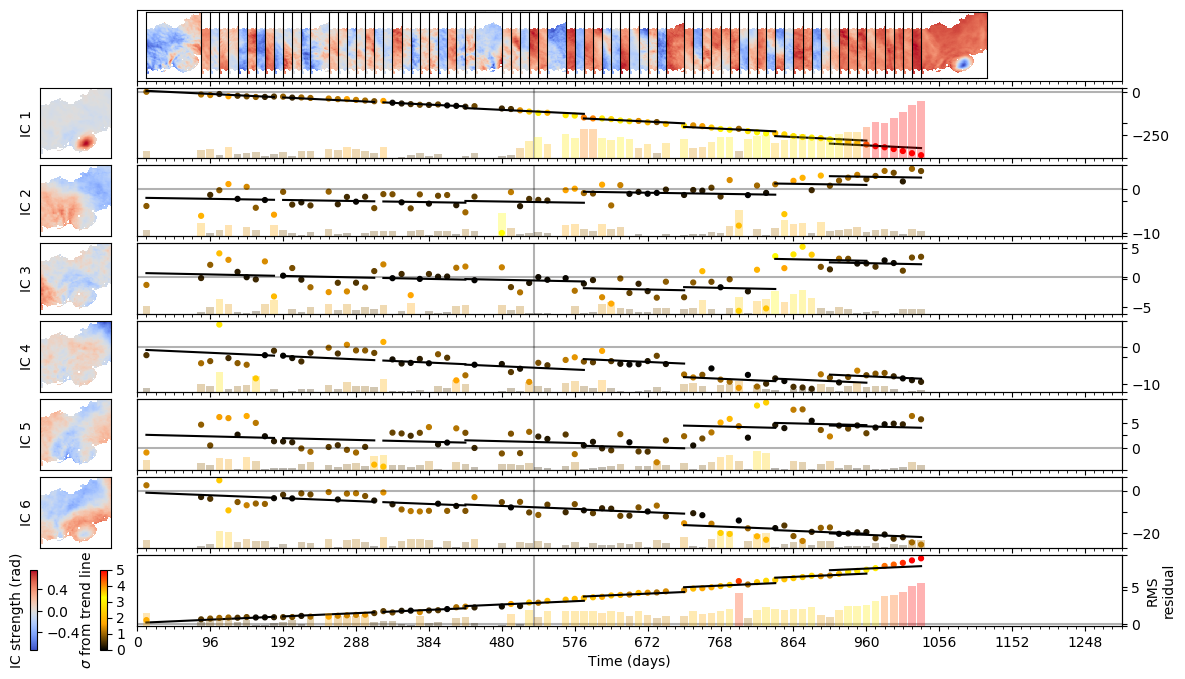 IC 1
0
−250
IC 2
0
−10
IC 3
5
0
−5
IC 4
0
−10
IC 5
5
0
IC 6
0
−20
RMS
residual
5
0
IC strength (rad)
0.4
0.0
−0.4
σ from trend line
5
4
3
2
1
0
0 96 192 288 384 480 576 672 768 864 960 1056 1152 1248
Time (days)